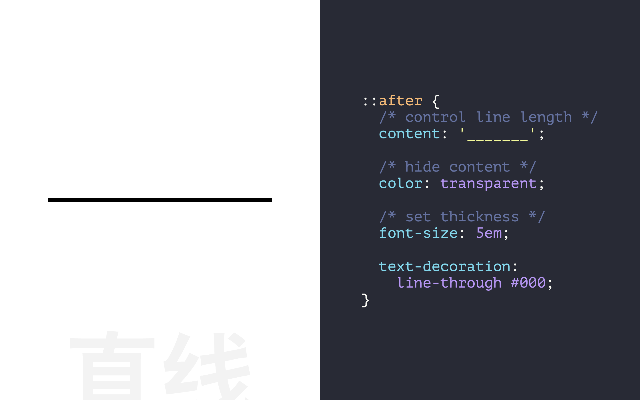 ::after {
/* control line length */
content: '_______';
/* hide content */
color: transparent;
/* set thickness */
font-size: 5em;
text-decoration:
line-through #000;
}
直线